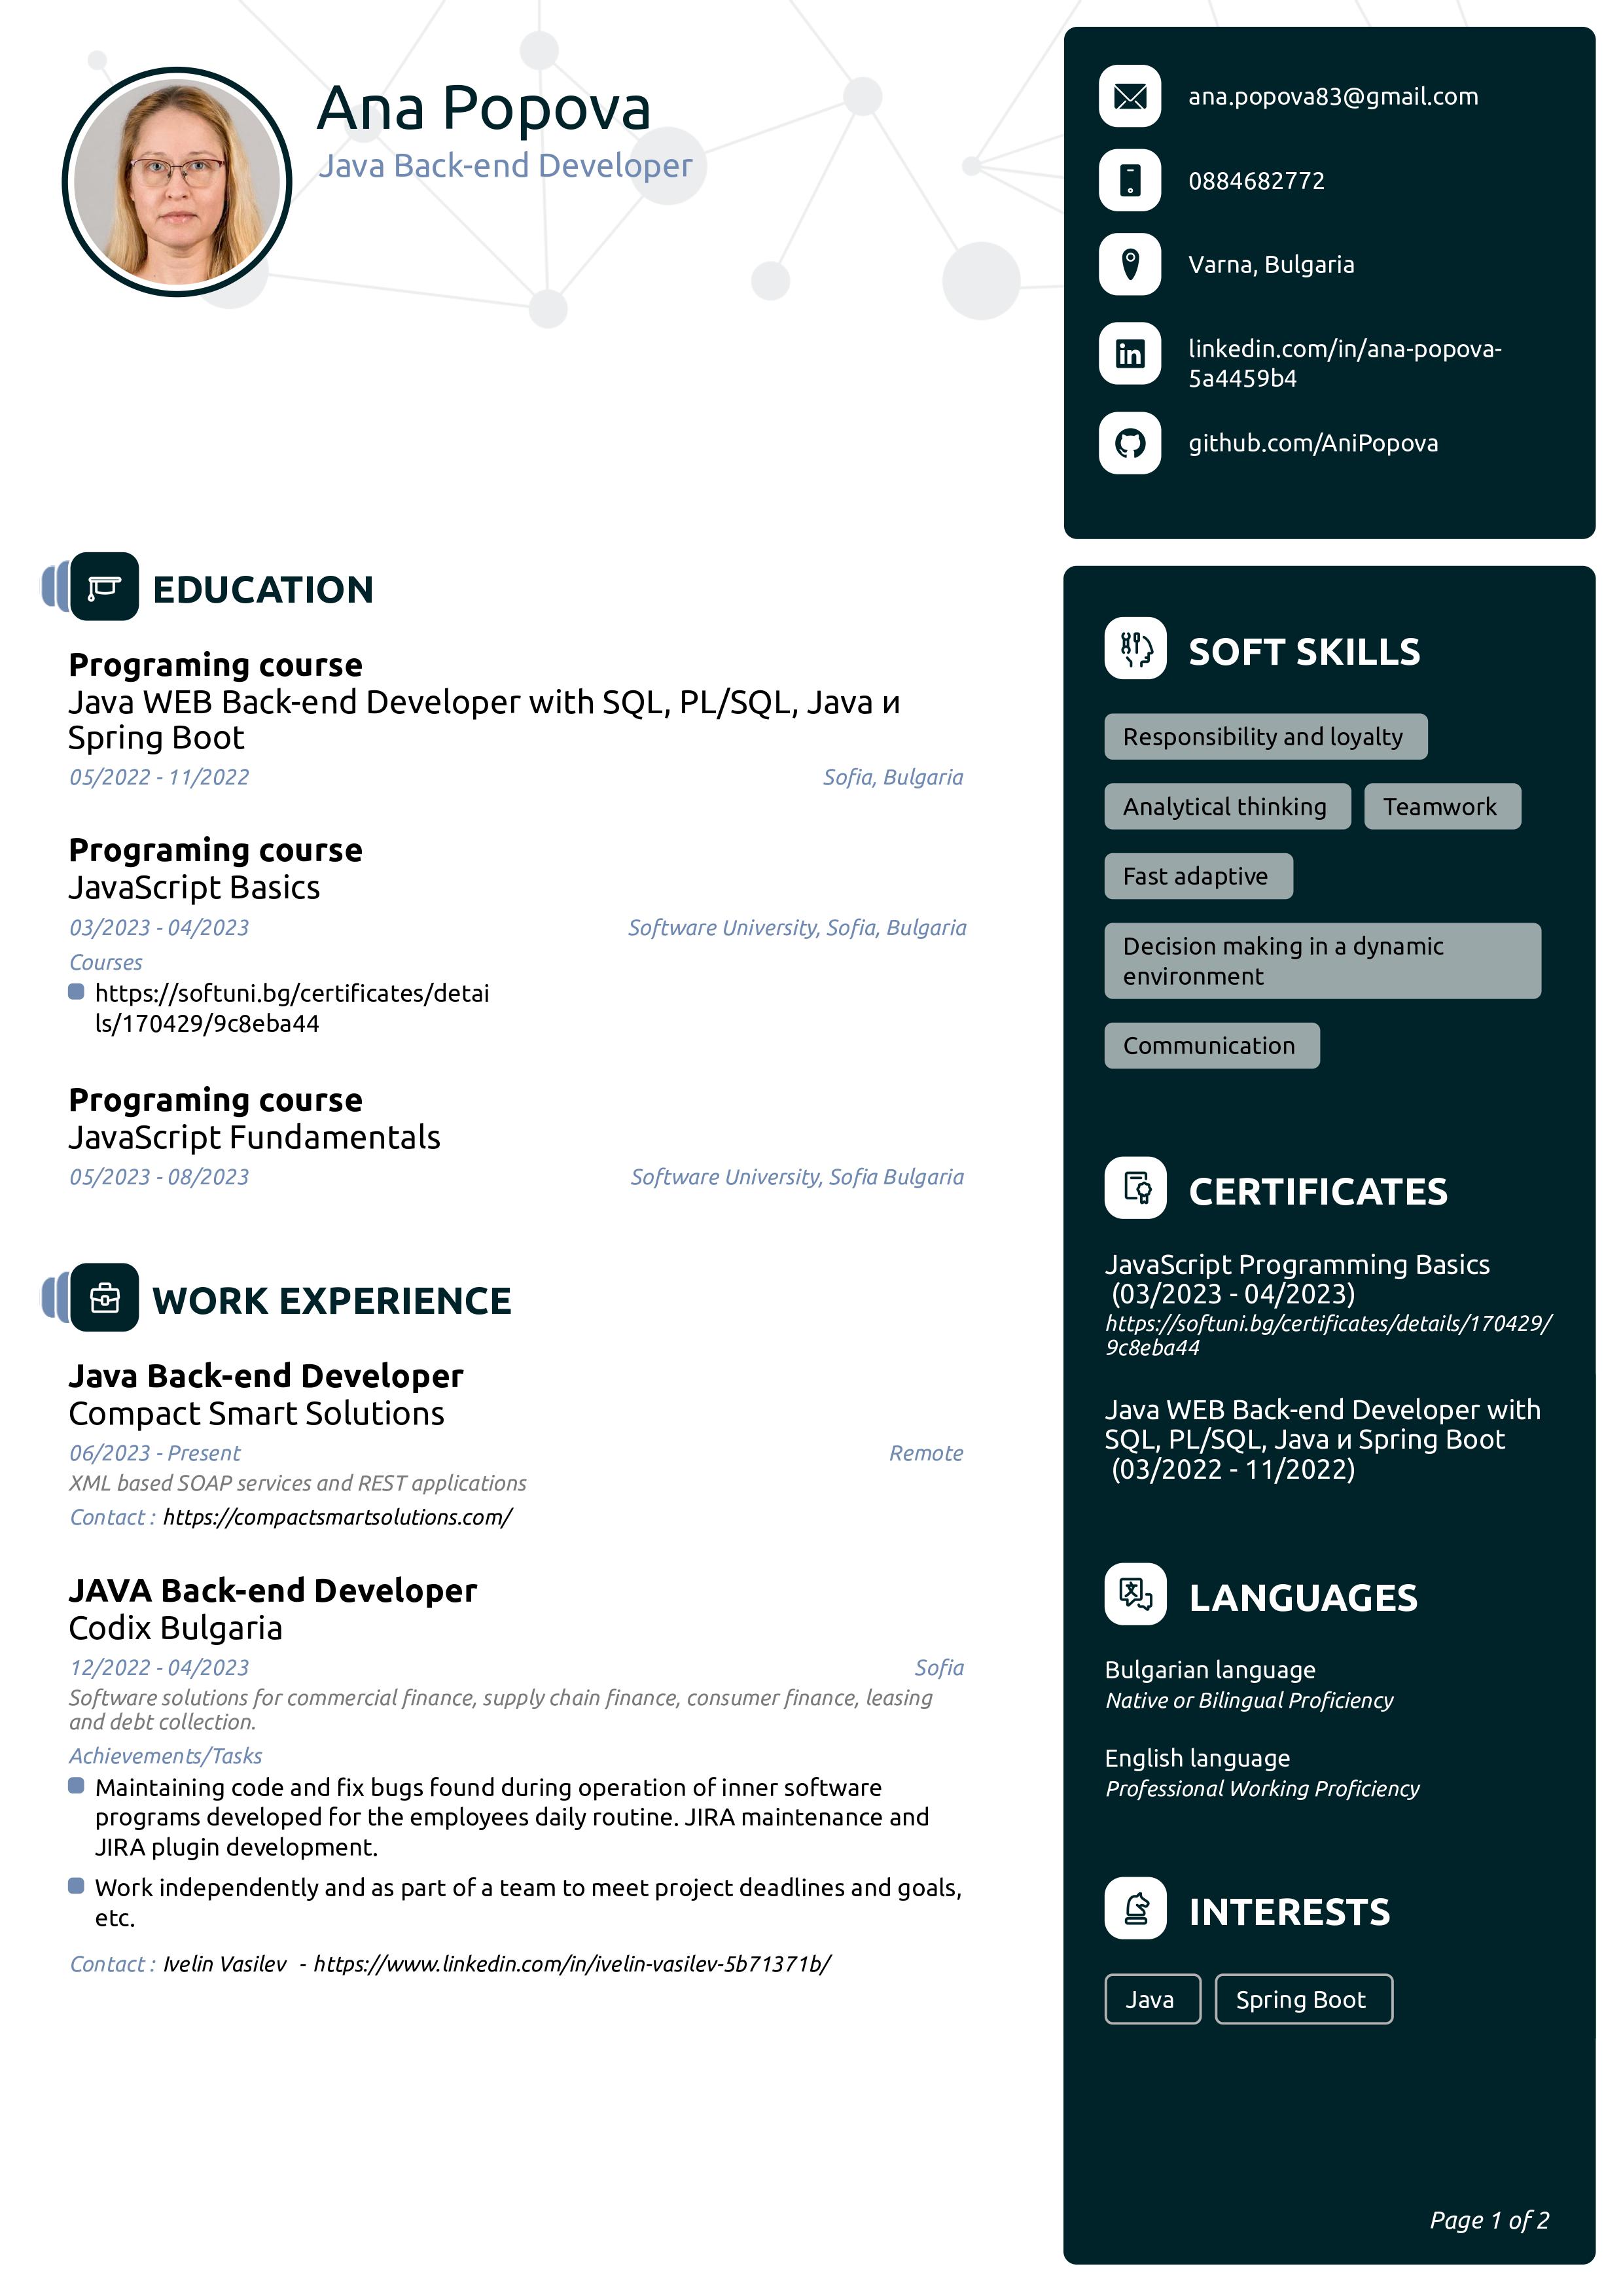 Ana Popova
Java Back-end Developer
ana.popova83@gmail.com
0884682772
Varna, Bulgaria
linkedin.com/in/ana-popova-
5a4459b4
github.com/AniPopova
EDUCATION
Programing course
Java WEB Back-end Developer with SQL, PL/SQL, Java и
Spring Boot
05/2022 - 11/2022
Sofia, Bulgaria
Programing course
JavaScript Basics
03/2023 - 04/2023
Software University, Sofia, Bulgaria
Courses
https://softuni.bg/certificates/detai
ls/170429/9c8eba44
Programing course
JavaScript Fundamentals
05/2023 - 08/2023
Software University, Sofia Bulgaria
WORK EXPERIENCE
Java Back-end Developer
Compact Smart Solutions
06/2023 - Present
Remote
XML based SOAP services and REST applications
Contact : https://compactsmartsolutions.com/
JAVA Back-end Developer
Codix Bulgaria
12/2022 - 04/2023
Sofia
Software solutions for commercial finance, supply chain finance, consumer finance, leasing
and debt collection.
Achievements/Tasks
Maintaining code and fix bugs found during operation of inner software
programs developed for the employees daily routine. JIRA maintenance and
JIRA plugin development.
Work independently and as part of a team to meet project deadlines and goals,
etc.
Contact : Ivelin Vasilev - https://www.linkedin.com/in/ivelin-vasilev-5b71371b/
SOFT SKILLS
Responsibility and loyalty
Analytical thinking
Teamwork
Fast adaptive
Decision making in a dynamic
environment
Communication
CERTIFICATES
JavaScript Programming Basics
(03/2023 - 04/2023)
https://softuni.bg/certificates/details/170429/
9c8eba44
Java WEB Back-end Developer with
SQL, PL/SQL, Java и Spring Boot
(03/2022 - 11/2022)
LANGUAGES
Bulgarian language
Native or Bilingual Proficiency
English language
Professional Working Proficiency
INTERESTS
Java
Spring Boot
Page 1 of 2